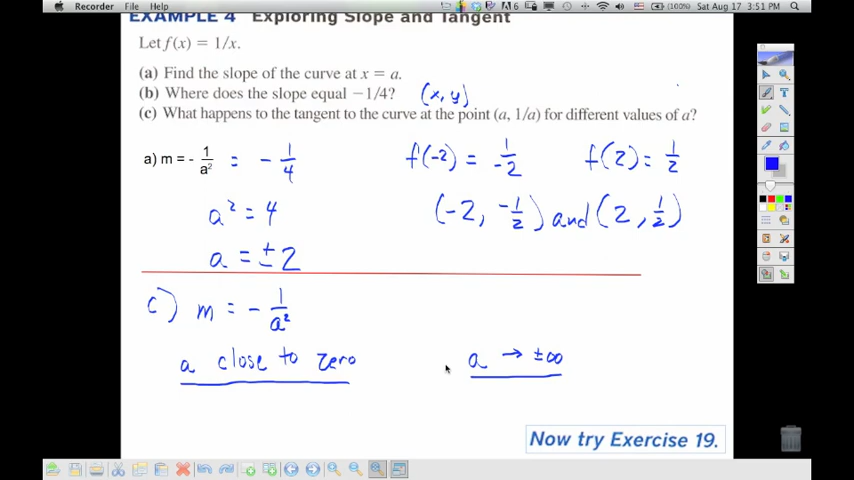 Recorder File Help 6 (100%) Sat Aug 17 3:51 PM
EXAMPLE 4 Exploring Slope and Tangent
Let f(x) = 1/x.
(a) Find the slope of the curve at x = a.
(b) Where does the slope equal −1/4? (x, y)
(c) What happens to the tangent to the curve at the point (a, 1/a) for different values of a?
a) m = - 1/a² = - 1/4 f(-2) = 1/-2 f(2) = 1/2
a² = 4 (-2, -1/2) and (2, 1/2)
a = ±2
c) m = - 1/a²
a close to zero a → ±∞
Now try Exercise 19.